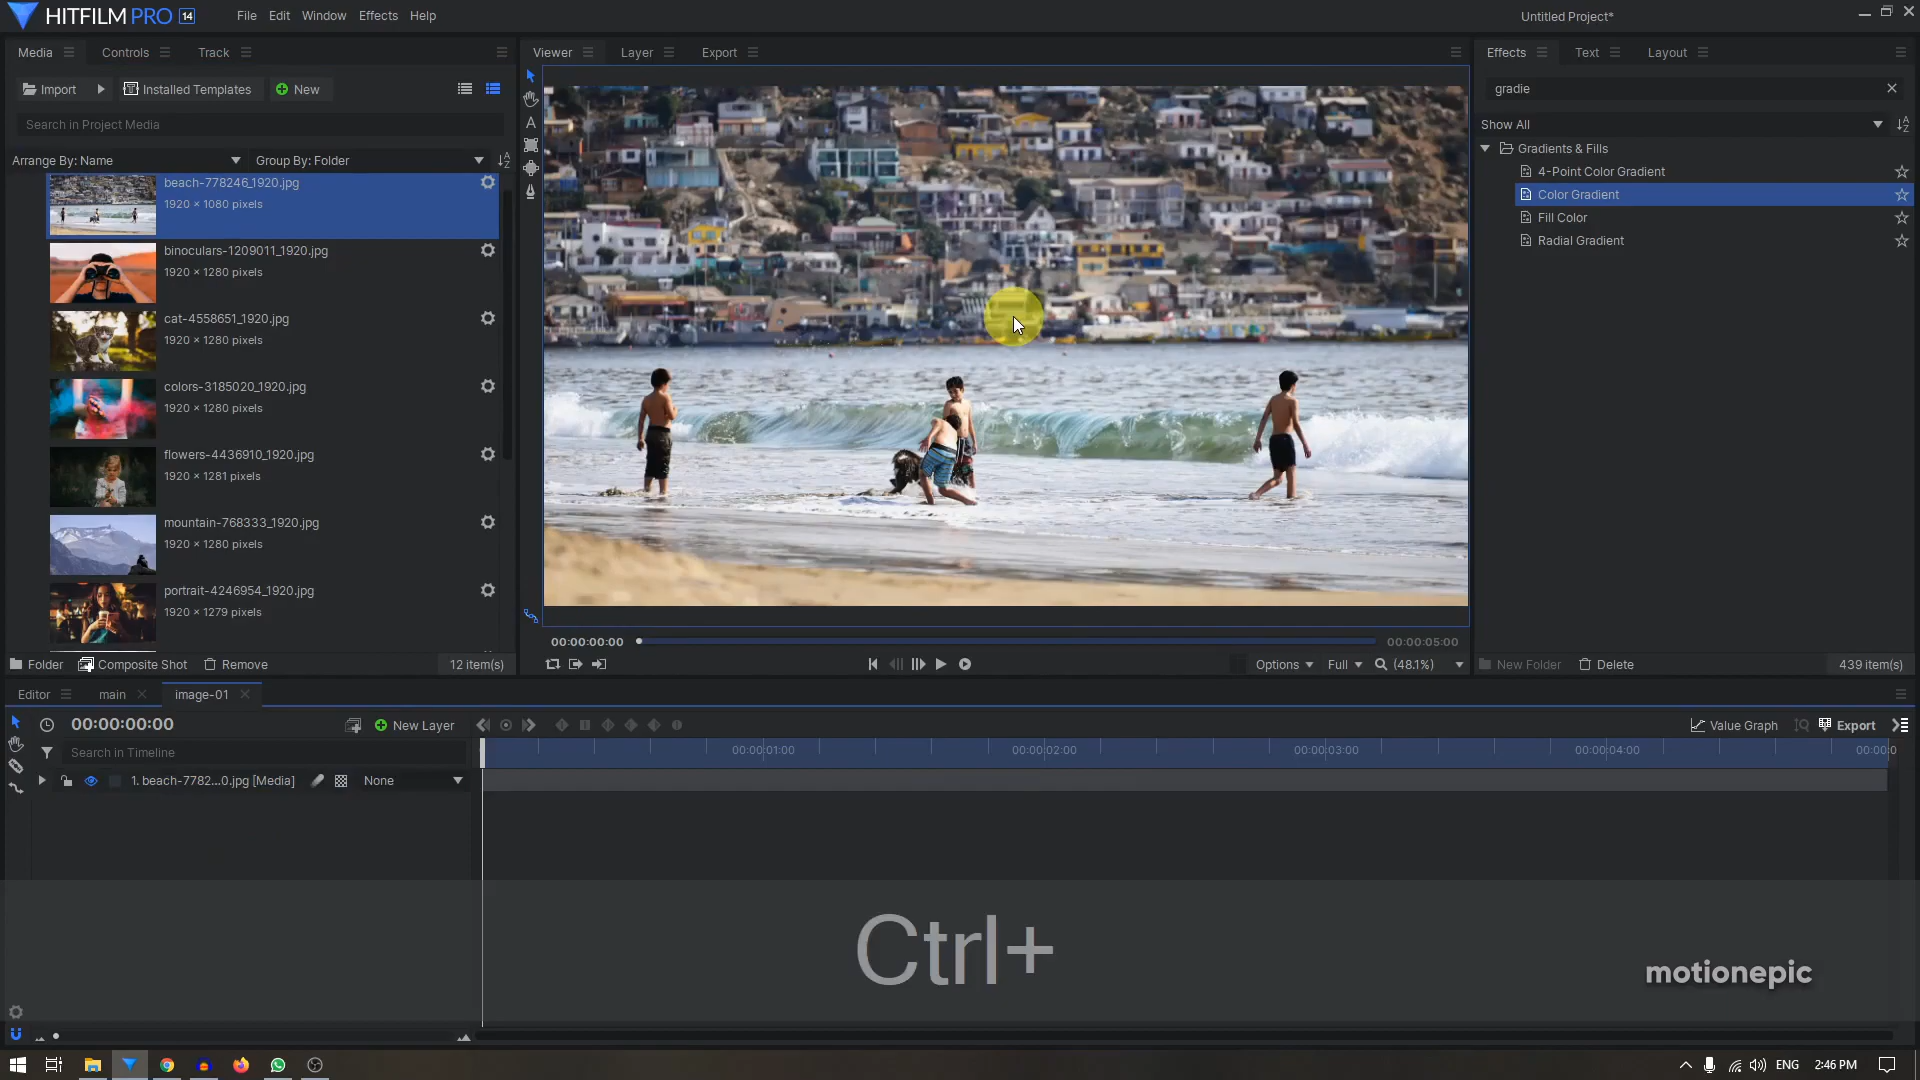 HITFILM PRO 14
File Edit Window Effects Help
Untitled Project*
Media Controls Track
Import Installed Templates New
Search in Project Media
Arrange By: Name Group By: Folder
beach-778246_1920.jpg
1920 × 1080 pixels
binoculars-1209011_1920.jpg
1920 × 1280 pixels
cat-4558651_1920.jpg
1920 × 1280 pixels
colors-3185020_1920.jpg
1920 × 1280 pixels
flowers-4436910_1920.jpg
1920 × 1281 pixels
mountain-768333_1920.jpg
1920 × 1280 pixels
portrait-4246954_1920.jpg
1920 × 1279 pixels
Folder Composite Shot Remove 12 item(s)
Viewer Layer Export
A
00:00:00:00 00:00:05:00
Options Full (48.1%)
Effects Text Layout
gradie
Show All
Gradients & Fills
4-Point Color Gradient
Color Gradient
Fill Color
Radial Gradient
New Folder Delete 439 item(s)
Editor main image-01
00:00:00:00 New Layer Value Graph Export
Search in Timeline 00:00:01:00 00:00:02:00 00:00:03:00 00:00:04:00 00:00:0
1. beach-7782...0.jpg [Media] None
Ctrl+
motionepic
ENG 2:46 PM